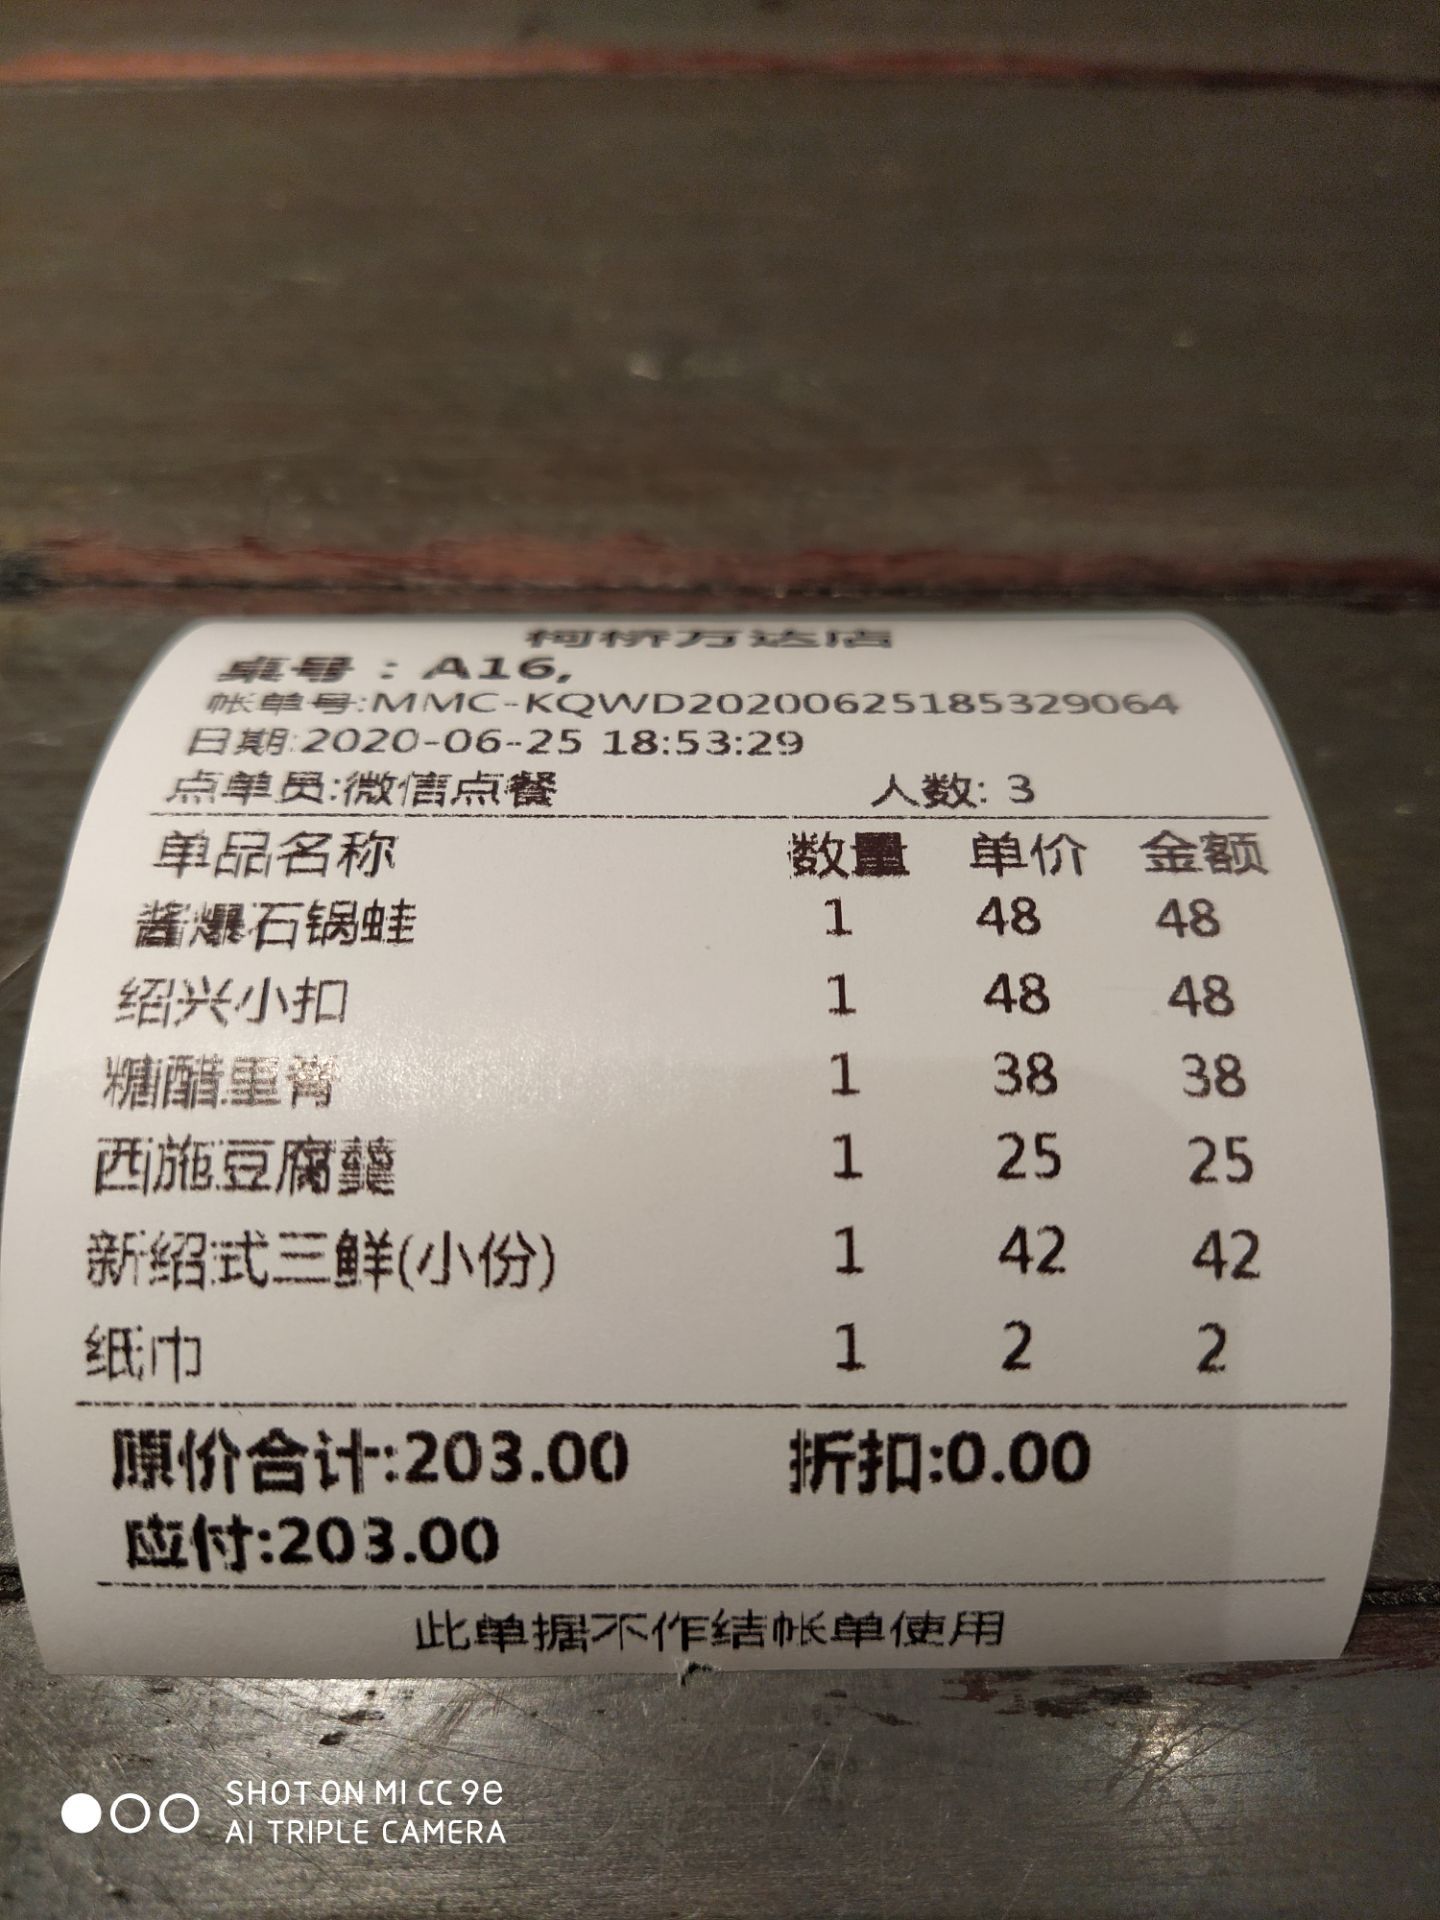 柯桥万达店
桌号：A16,
帐单号:MMC-KQWD20200625185329064
日期:2020-06-25 18:53:29
点单员:微信点餐 人数: 3
单品名称 数量 单价 金额
酱爆石锅蛙 1 48 48
绍兴小扣 1 48 48
糖醋里脊 1 38 38
西施豆腐羹 1 25 25
新绍式三鲜(小份) 1 42 42
纸巾 1 2 2
原价合计:203.00 折扣:0.00
应付:203.00
此单据不作结帐单使用
SHOT ON MI CC 9e
AI TRIPLE CAMERA